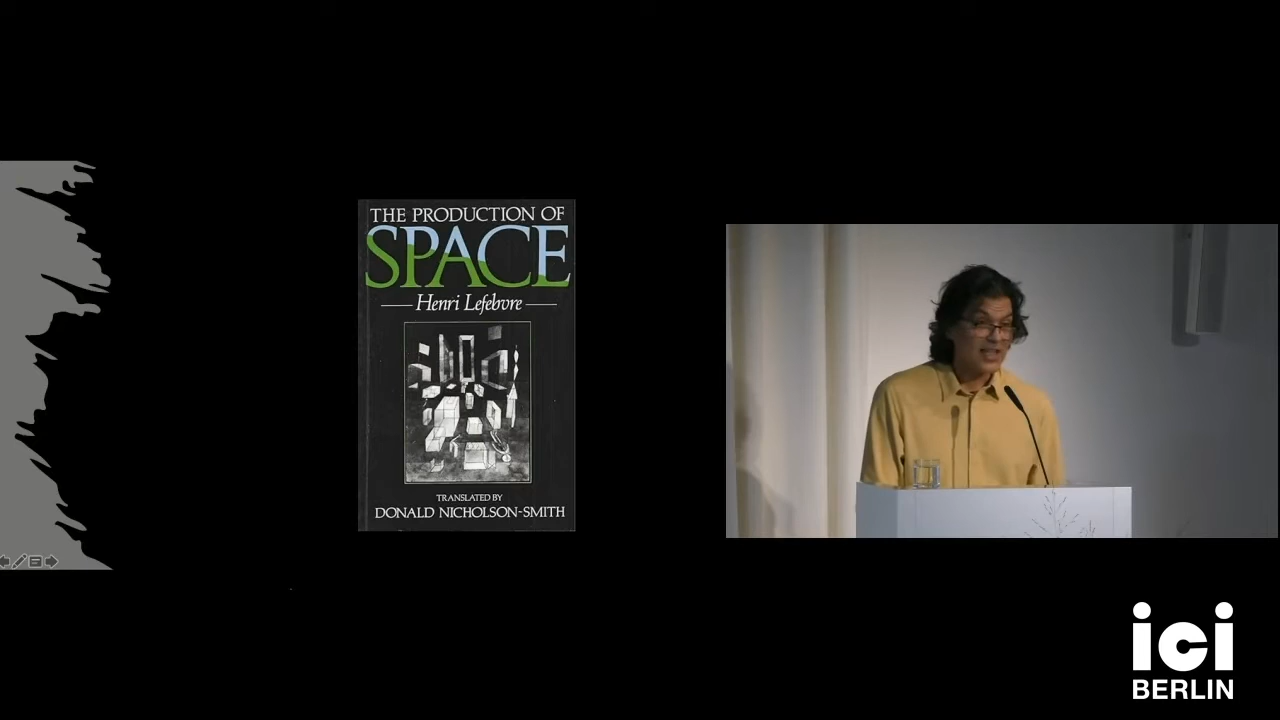 THE PRODUCTION OF
SPACE
Henri Lefebvre
TRANSLATED BY
DONALD NICHOLSON-SMITH
ici
BERLIN